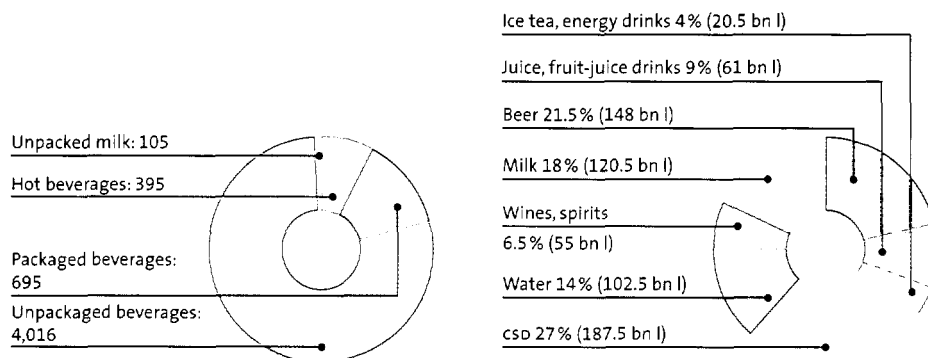 Unpacked milk: 105
Hot beverages: 395
Packaged beverages:
695
Unpackaged beverages:
4,016
Ice tea, energy drinks 4% (20.5 bn l)
Juice, fruit-juice drinks 9% (61 bn l)
Beer 21.5% (148 bn l)
Milk 18% (120.5 bn l)
Wines, spirits
6.5% (55 bn l)
Water 14% (102.5 bn l)
CSD 27% (187.5 bn l)